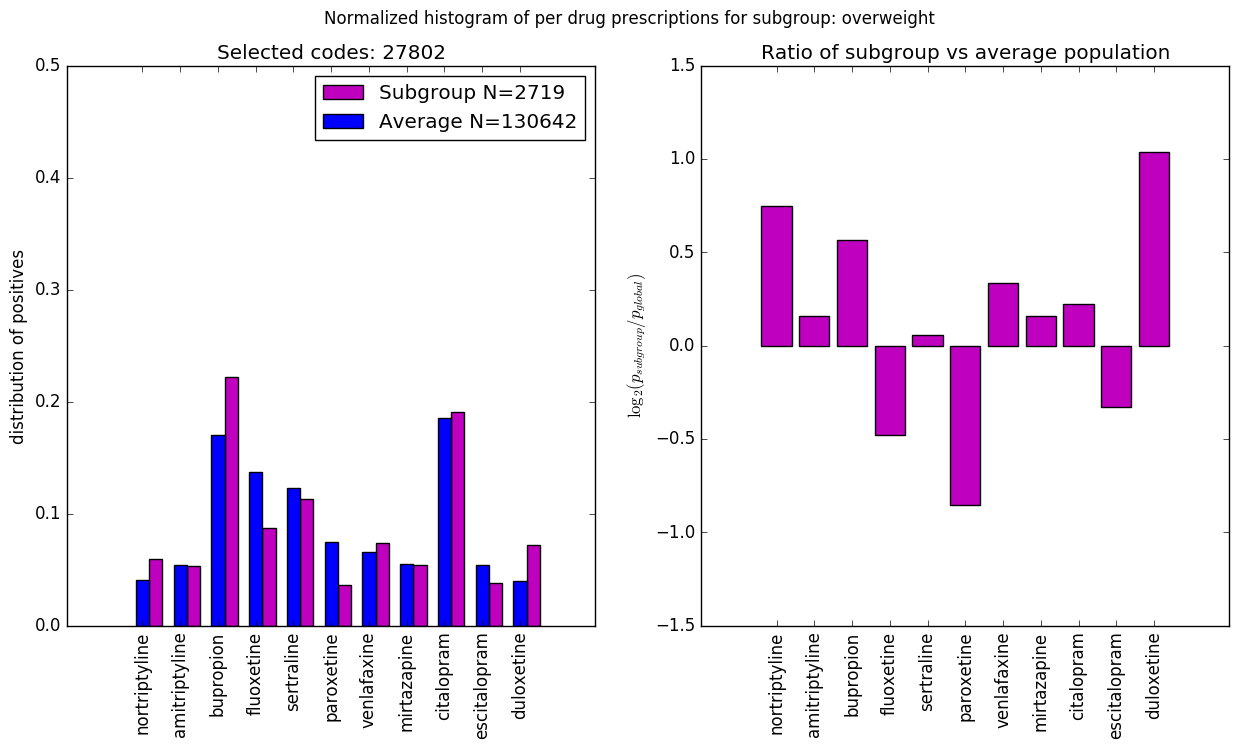 Normalized histogram of per drug prescriptions for subgroup: overweight
Selected codes: 27802
Subgroup N=2719
Average N=130642
distribution of positives
0.5
0.4
0.3
0.2
0.1
0.0
nortriptyline
amitriptyline
bupropion
fluoxetine
sertraline
paroxetine
venlafaxine
mirtazapine
citalopram
escitalopram
duloxetine
Ratio of subgroup vs average population
log₂(p_subgroup/p_global)
1.5
1.0
0.5
0.0
−0.5
−1.0
−1.5
nortriptyline
amitriptyline
bupropion
fluoxetine
sertraline
paroxetine
venlafaxine
mirtazapine
citalopram
escitalopram
duloxetine